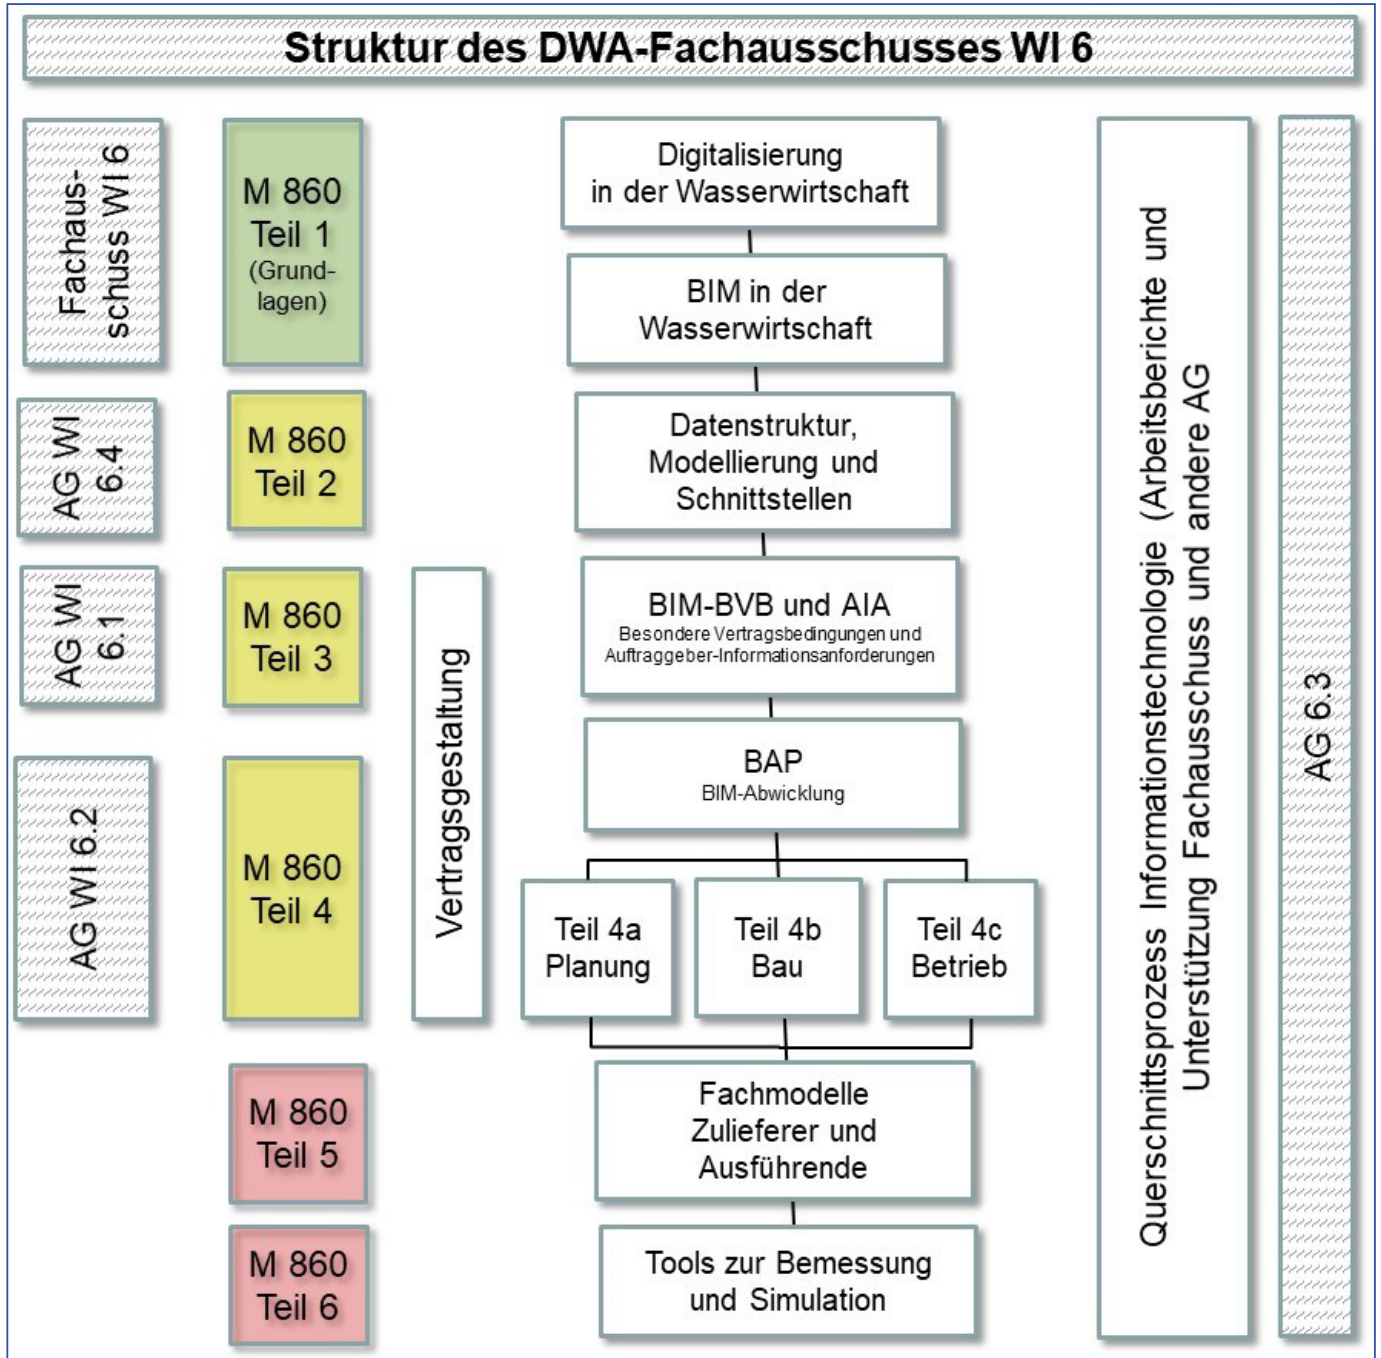 Struktur des DWA-Fachausschusses WI 6
Fachaus-
schuss WI 6
M 860
Teil 1
(Grund-
lagen)
Digitalisierung
in der Wasserwirtschaft
BIM in der
Wasserwirtschaft
AG WI
6.4
M 860
Teil 2
Datenstruktur,
Modellierung und
Schnittstellen
AG WI
6.1
M 860
Teil 3
Vertragsgestaltung
BIM-BVB und AIA
Besondere Vertragsbedingungen und
Auftraggeber-Informationsanforderungen
BAP
BIM-Abwicklung
AG WI 6.2
M 860
Teil 4
Teil 4a
Planung
Teil 4b
Bau
Teil 4c
Betrieb
M 860
Teil 5
Fachmodelle
Zulieferer und
Ausführende
M 860
Teil 6
Tools zur Bemessung
und Simulation
Querschnittsprozess Informationstechnologie (Arbeitsberichte und
Unterstützung Fachausschuss und andere AG
AG 6.3